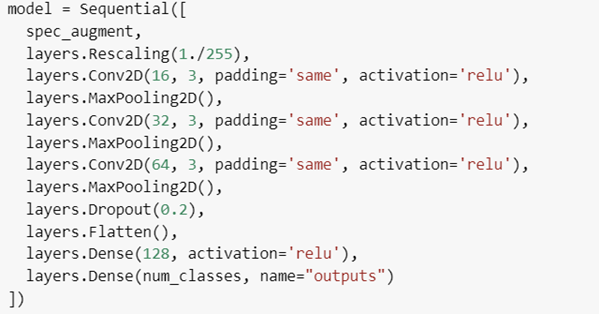 model = Sequential([
  spec_augment,
  layers.Rescaling(1./255),
  layers.Conv2D(16, 3, padding='same', activation='relu'),
  layers.MaxPooling2D(),
  layers.Conv2D(32, 3, padding='same', activation='relu'),
  layers.MaxPooling2D(),
  layers.Conv2D(64, 3, padding='same', activation='relu'),
  layers.MaxPooling2D(),
  layers.Dropout(0.2),
  layers.Flatten(),
  layers.Dense(128, activation='relu'),
  layers.Dense(num_classes, name="outputs")
])